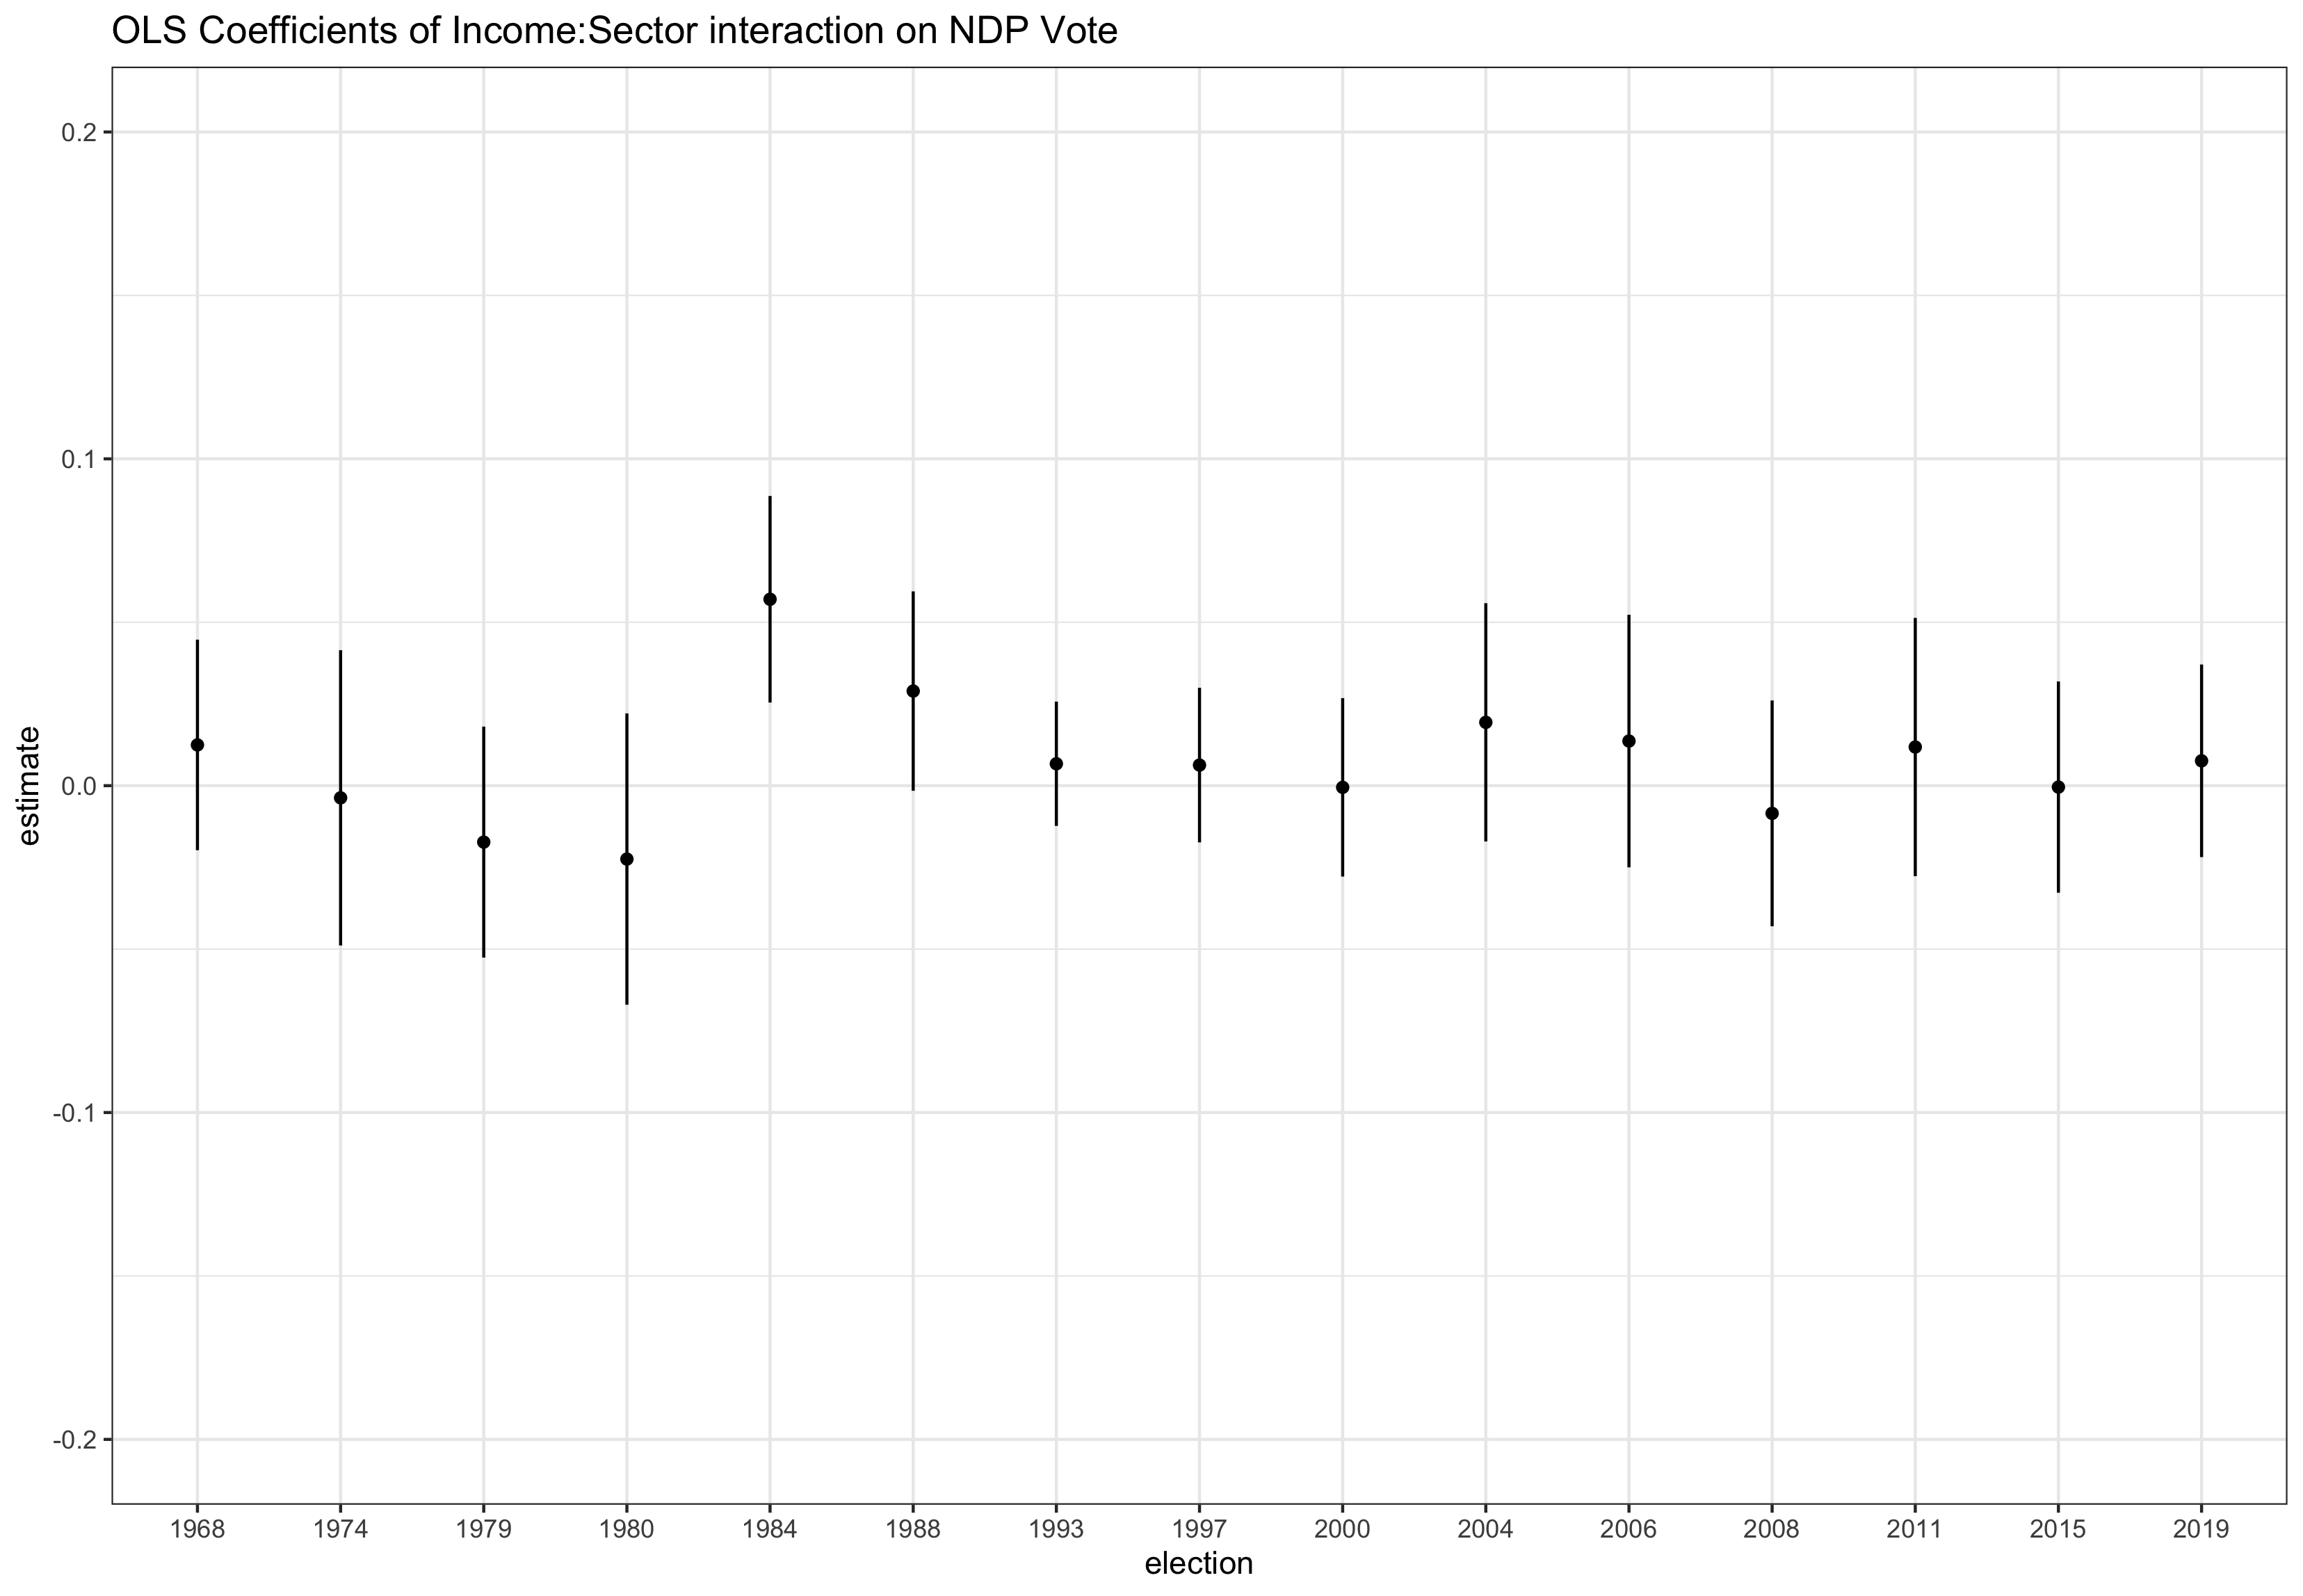 OLS Coefficients of Income:Sector interaction on NDP Vote
0.2
0.1
0.0
-0.1
-0.2
estimate
1968 1974 1979 1980 1984 1988 1993 1997 2000 2004 2006 2008 2011 2015 2019
election